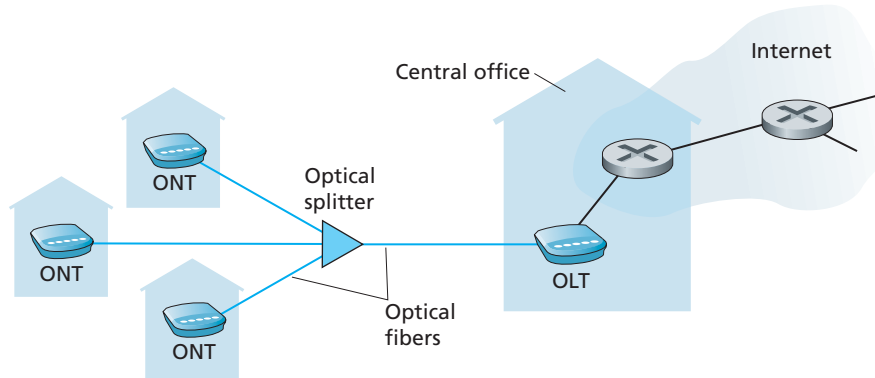 Internet
Central office
ONT
Optical
splitter
ONT
OLT
Optical
fibers
ONT